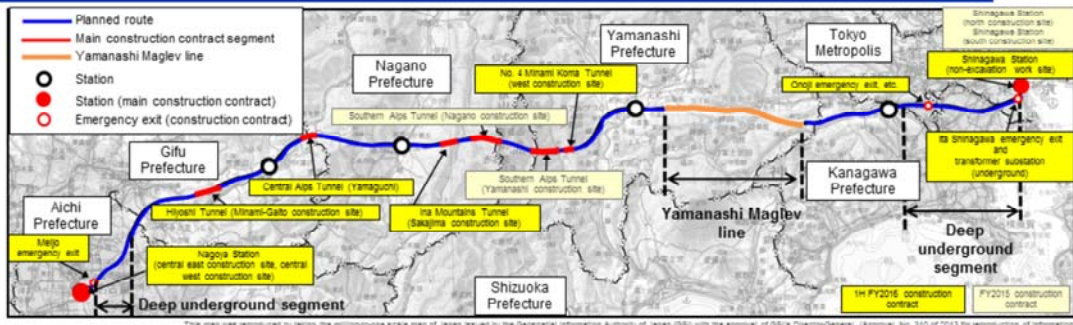 Planned route
Main construction contract segment
Yamanashi Maglev line
Station
Station (main construction contract)
Emergency exit (construction contract)
Nagano
Prefecture
Yamanashi
Prefecture
Tokyo
Metropolis
Shinagawa Station
(north construction site)
Shinagawa Station
(south construction site)
Shinagawa Station
(non-excavation work site)
No. 4 Minami Koma Tunnel
(west construction site)
Onoji emergency exit, etc.
Southern Alps Tunnel (Nagano construction site)
Gifu
Prefecture
Central Alps Tunnel (Yamaguchi)
Southern Alps Tunnel
(Yamanashi construction site)
Kanagawa
Prefecture
Ita Shinagawa emergency exit
and
transformer substation
(underground)
Aichi
Prefecture
Hiyoshi Tunnel (Minami-Gaito construction site)
Ina Mountains Tunnel
(Sakajima construction site)
Yamanashi Maglev
line
Meijo
emergency exit
Nagoya Station
(central east construction site, central
west construction site)
Deep
underground
segment
Deep underground segment
Shizuoka
Prefecture
1H FY2016 construction
contract
FY2015 construction
contract